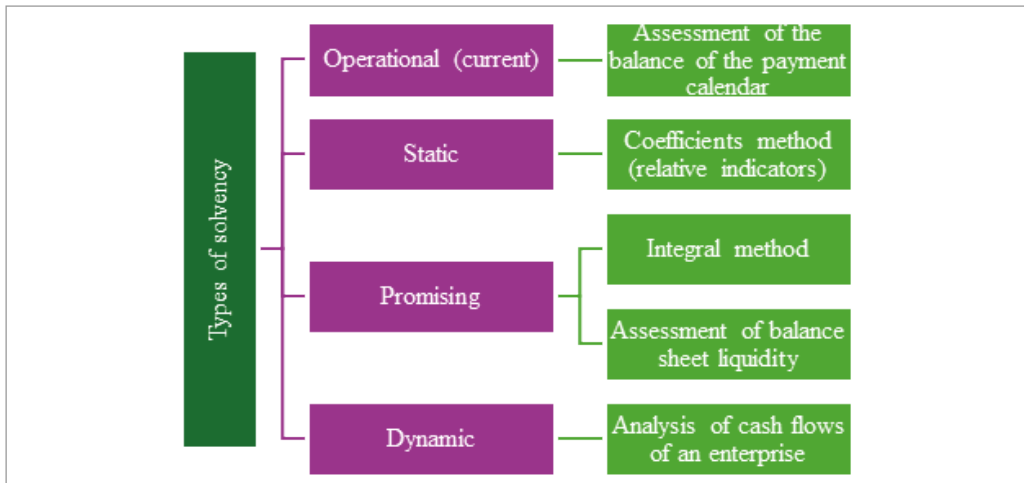 Types of solvency
Operational (current)
Assessment of the
balance of the payment
calendar
Static
Coefficients method
(relative indicators)
Promising
Integral method
Assessment of balance
sheet liquidity
Dynamic
Analysis of cash flows
of an enterprise